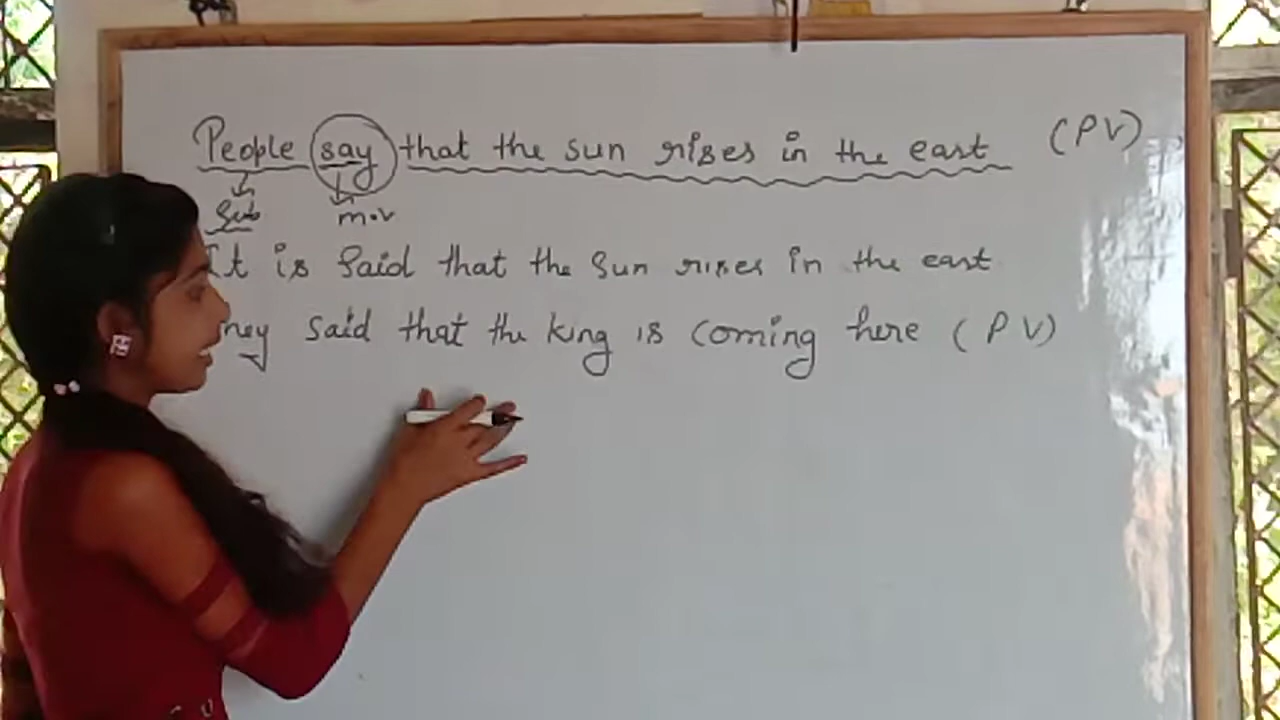 People say that the sun rises in the east (PV)
Sub m.v
It is Said that the Sun rises in the east
said that the king is coming here (PV)